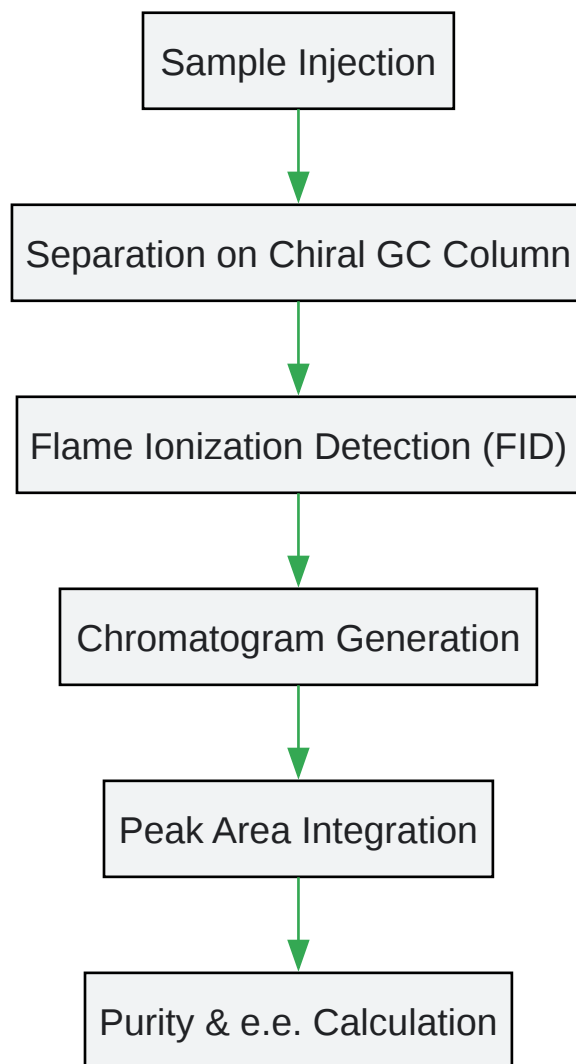 Sample Injection
Separation on Chiral GC Column
Flame Ionization Detection (FID)
Chromatogram Generation
Peak Area Integration
Purity & e.e. Calculation